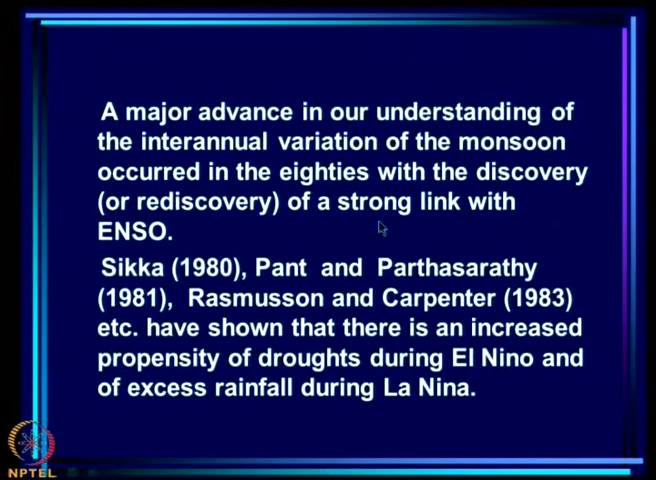 A major advance in our understanding of
the interannual variation of the monsoon
occurred in the eighties with the discovery
(or rediscovery) of a strong link with
ENSO.
Sikka (1980), Pant and Parthasarathy
(1981), Rasmusson and Carpenter (1983)
etc. have shown that there is an increased
propensity of droughts during El Nino and
of excess rainfall during La Nina.
NPTEL